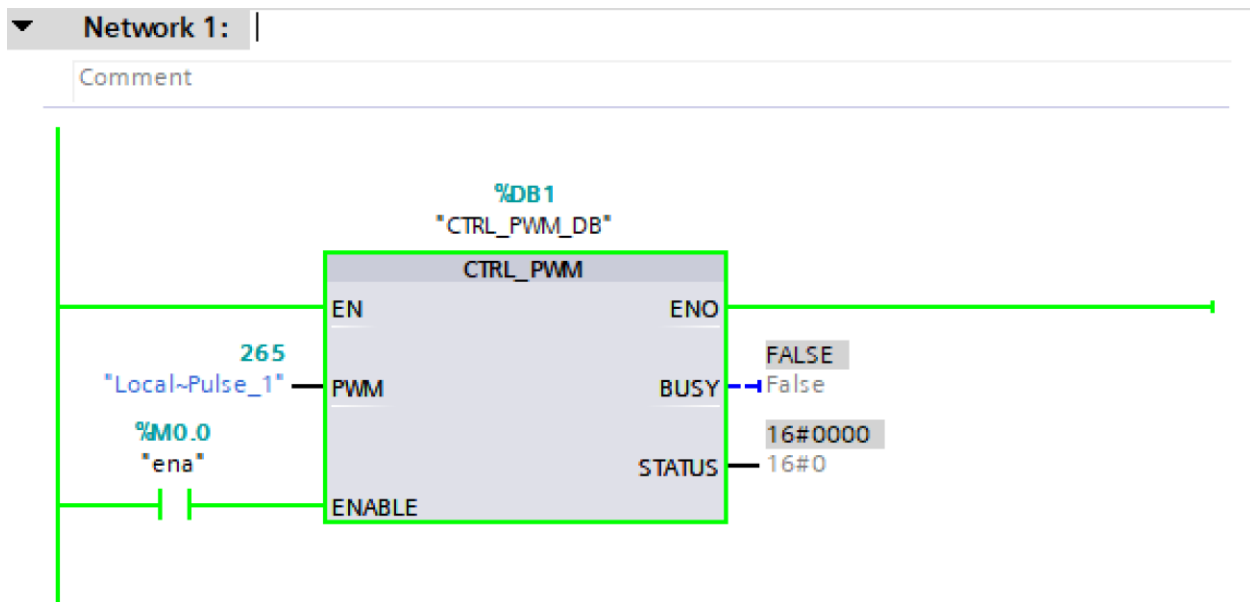 Network 1:
Comment
%DB1
"CTRL_PWM_DB"
CTRL_PWM
EN ENO
265 FALSE
"Local~Pulse_1" PWM BUSY False
%M0.0 16#0000
"ena" STATUS 16#0
ENABLE